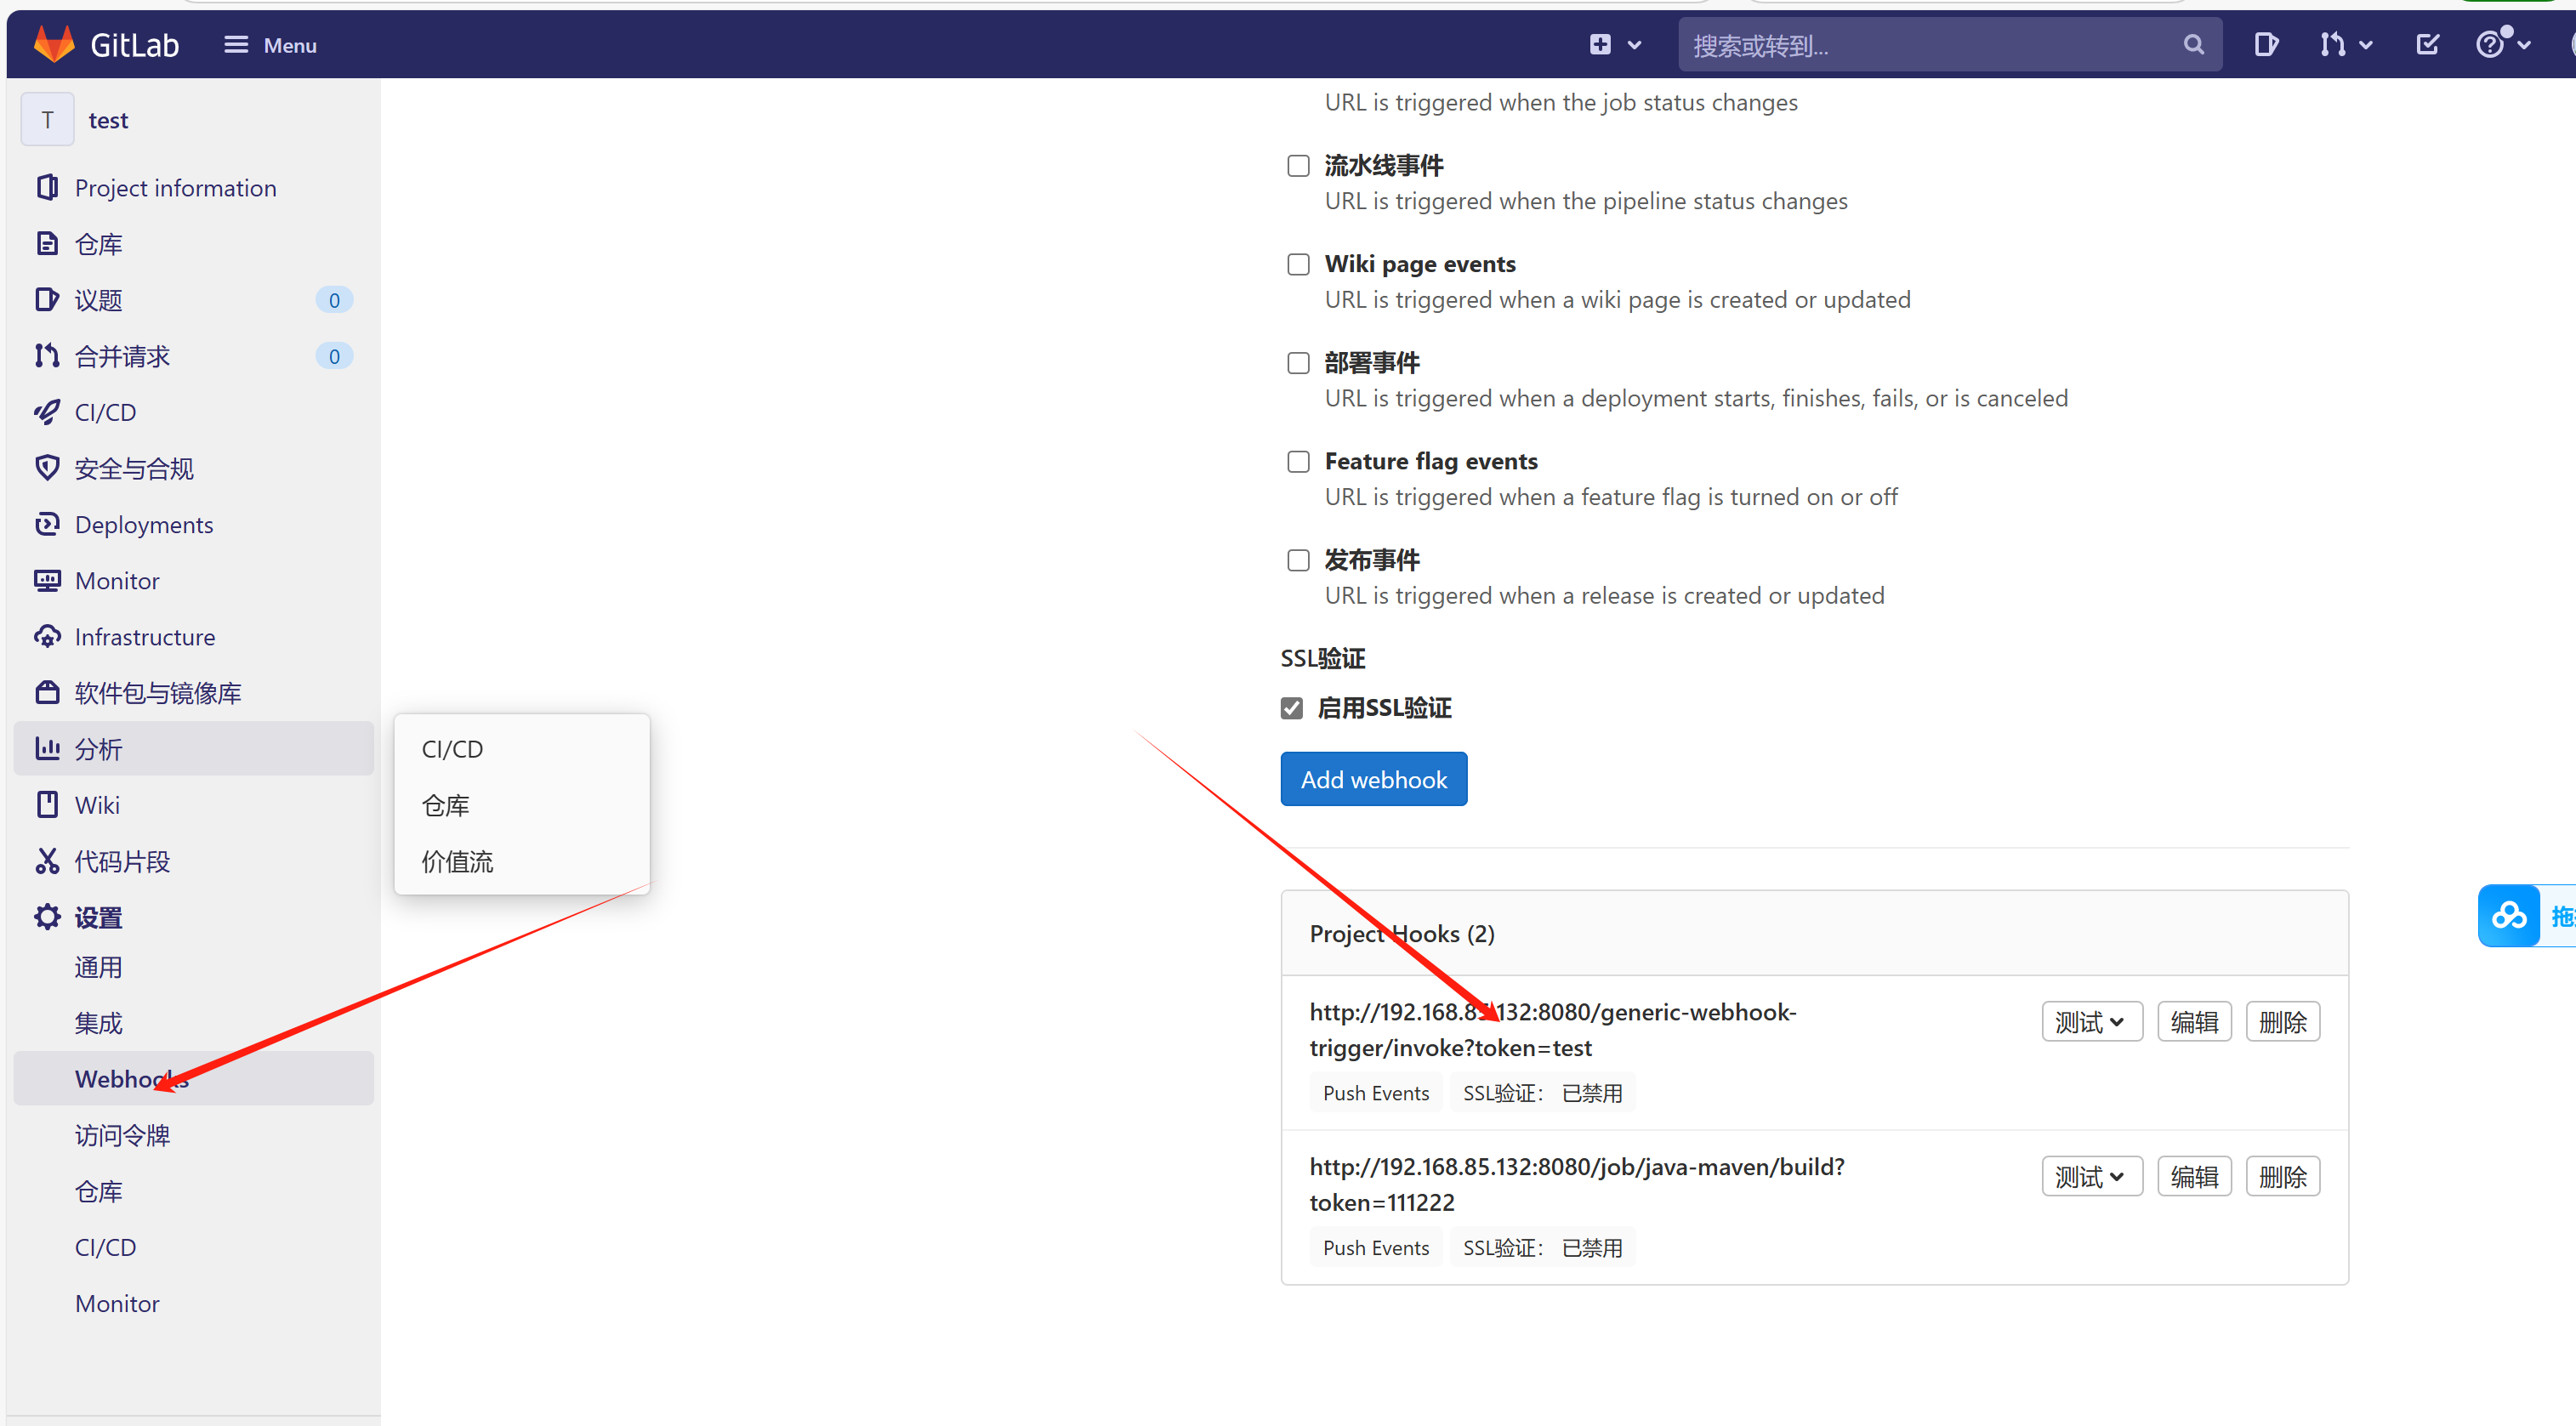 GitLab
Menu
搜索或转到...
T
test
Project information
仓库
议题
0
合并请求
0
CI/CD
安全与合规
Deployments
Monitor
Infrastructure
软件包与镜像库
分析
Wiki
代码片段
设置
通用
集成
Webhooks
访问令牌
仓库
CI/CD
Monitor
CI/CD
仓库
价值流
URL is triggered when the job status changes
流水线事件
URL is triggered when the pipeline status changes
Wiki page events
URL is triggered when a wiki page is created or updated
部署事件
URL is triggered when a deployment starts, finishes, fails, or is canceled
Feature flag events
URL is triggered when a feature flag is turned on or off
发布事件
URL is triggered when a release is created or updated
SSL验证
启用SSL验证
Add webhook
Project Hooks (2)
http://192.168.85.132:8080/generic-webhook-
trigger/invoke?token=test
测试
编辑
删除
Push Events
SSL验证： 已禁用
http://192.168.85.132:8080/job/java-maven/build?
token=111222
测试
编辑
删除
Push Events
SSL验证： 已禁用